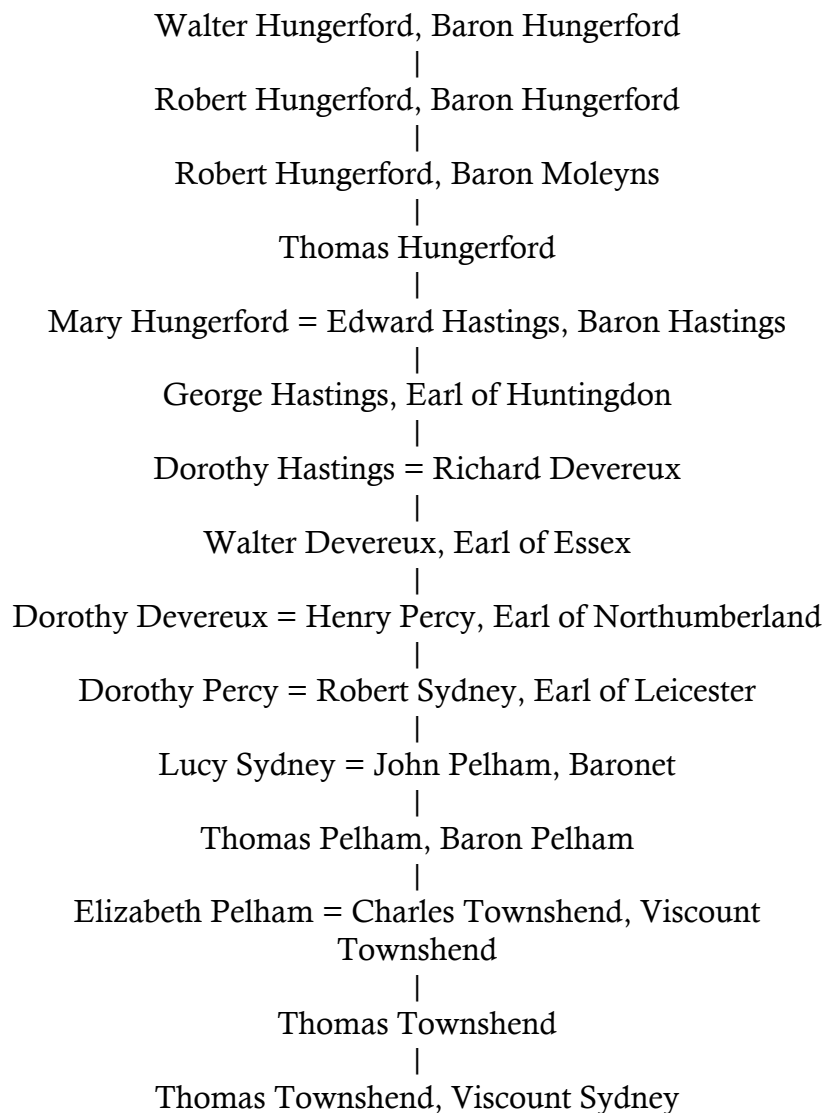 Walter Hungerford, Baron Hungerford
|
Robert Hungerford, Baron Hungerford
|
Robert Hungerford, Baron Moleyns
|
Thomas Hungerford
|
Mary Hungerford = Edward Hastings, Baron Hastings
|
George Hastings, Earl of Huntingdon
|
Dorothy Hastings = Richard Devereux
|
Walter Devereux, Earl of Essex
|
Dorothy Devereux = Henry Percy, Earl of Northumberland
|
Dorothy Percy = Robert Sydney, Earl of Leicester
|
Lucy Sydney = John Pelham, Baronet
|
Thomas Pelham, Baron Pelham
|
Elizabeth Pelham = Charles Townshend, Viscount
Townshend
|
Thomas Townshend
|
Thomas Townshend, Viscount Sydney